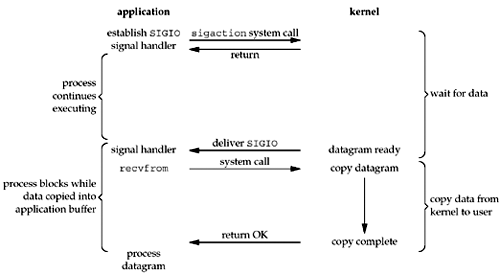 application
kernel
establish SIGIO
signal handler
sigaction system call
return
process
continues
executing
wait for data
signal handler
deliver SIGIO
datagram ready
recvfrom
system call
copy datagram
process blocks while
data copied into
application buffer
copy data from
kernel to user
return OK
copy complete
process
datagram